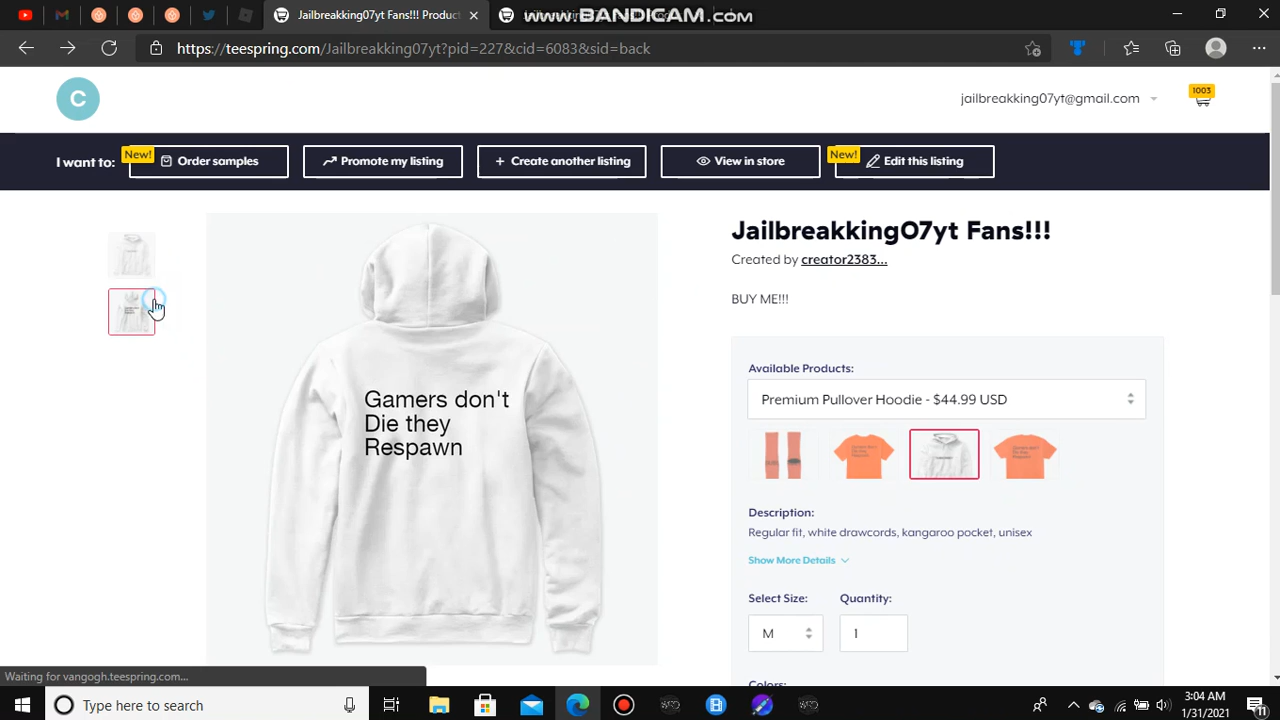 Jailbreakking07yt Fans!!! Product
www.BANDICAM.com
https://teespring.com/Jailbreakking07yt?pid=227&cid=6083&sid=back
C
jailbreakking07yt@gmail.com
1003
I want to:
New!
Order samples
Promote my listing
+ Create another listing
View in store
New!
Edit this listing
Jailbreakking07yt Fans!!!
Created by creator2383...
BUY ME!!!
Gamers don't
Die they
Respawn
Available Products:
Premium Pullover Hoodie - $44.99 USD
Description:
Regular fit, white drawcords, kangaroo pocket, unisex
Show More Details
Select Size:
Quantity:
M
1
Colors:
Waiting for vangogh.teespring.com...
Type here to search
3:04 AM
1/31/2021
11